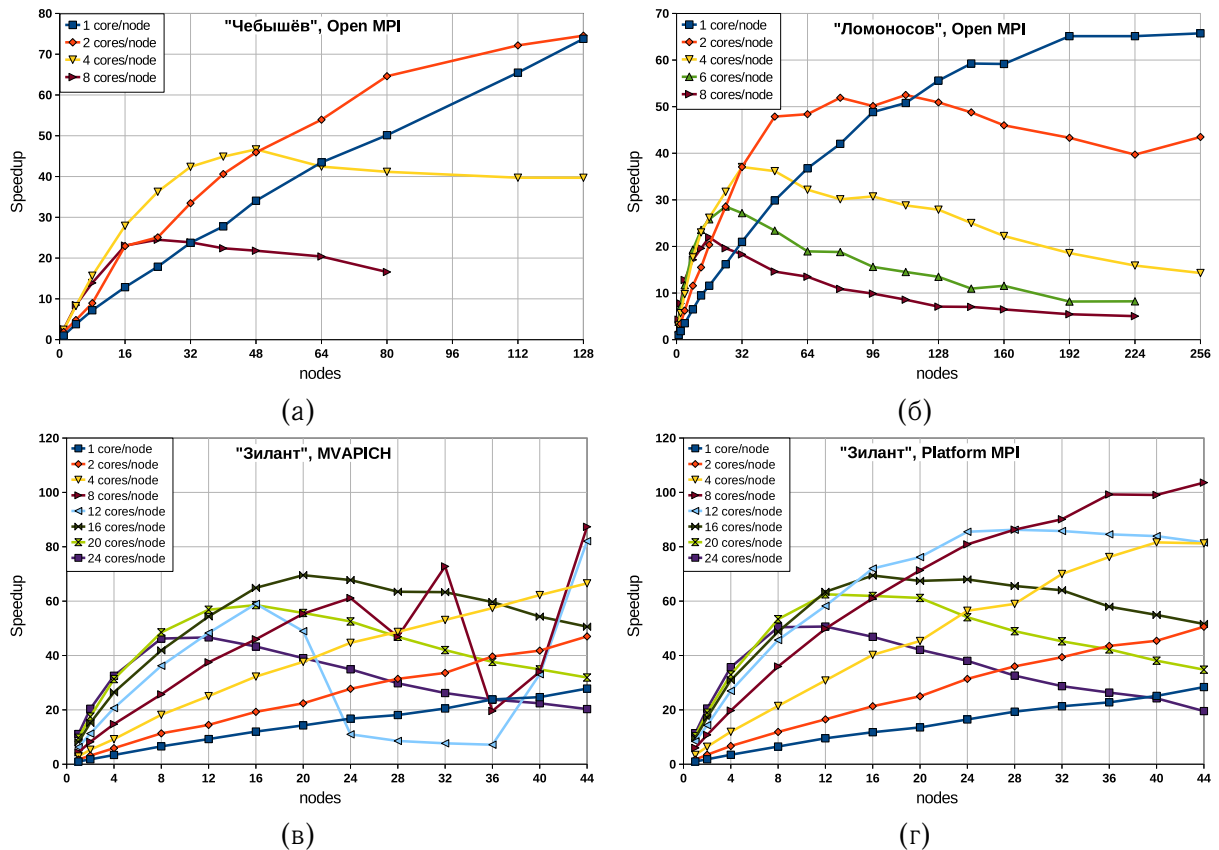 "Чебышёв", Open MPI
1 core/node
2 cores/node
4 cores/node
8 cores/node
Speedup
80
70
60
50
40
30
20
10
0
0 16 32 48 64 80 96 112 128
nodes
(а)
"Ломоносов", Open MPI
1 core/node
2 cores/node
4 cores/node
6 cores/node
8 cores/node
Speedup
70
60
50
40
30
20
10
0
0 32 64 96 128 160 192 224 256
nodes
(б)
"Зилант", MVAPICH
1 core/node
2 cores/node
4 cores/node
8 cores/node
12 cores/node
16 cores/node
20 cores/node
24 cores/node
Speedup
120
100
80
60
40
20
0
0 4 8 12 16 20 24 28 32 36 40 44
nodes
(в)
"Зилант", Platform MPI
1 core/node
2 cores/node
4 cores/node
8 cores/node
12 cores/node
16 cores/node
20 cores/node
24 cores/node
Speedup
120
100
80
60
40
20
0
0 4 8 12 16 20 24 28 32 36 40 44
nodes
(г)